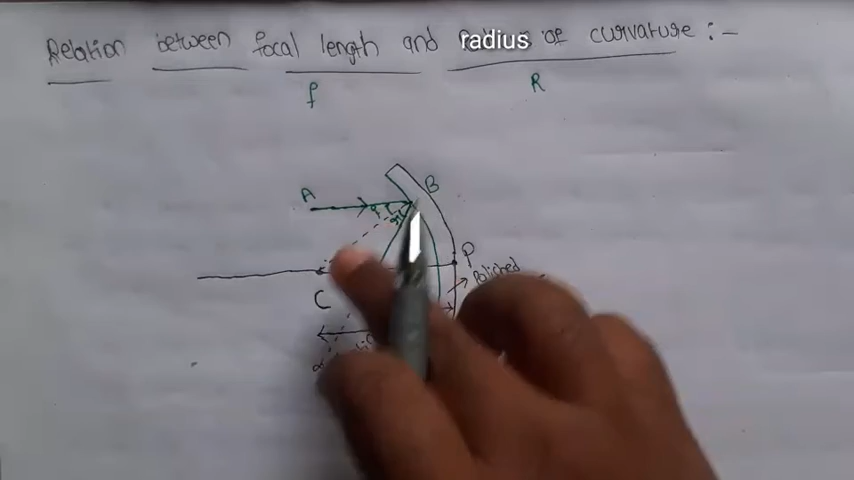 Relation between focal length and radius of curvature :-
f R
A B
P
Polished
C